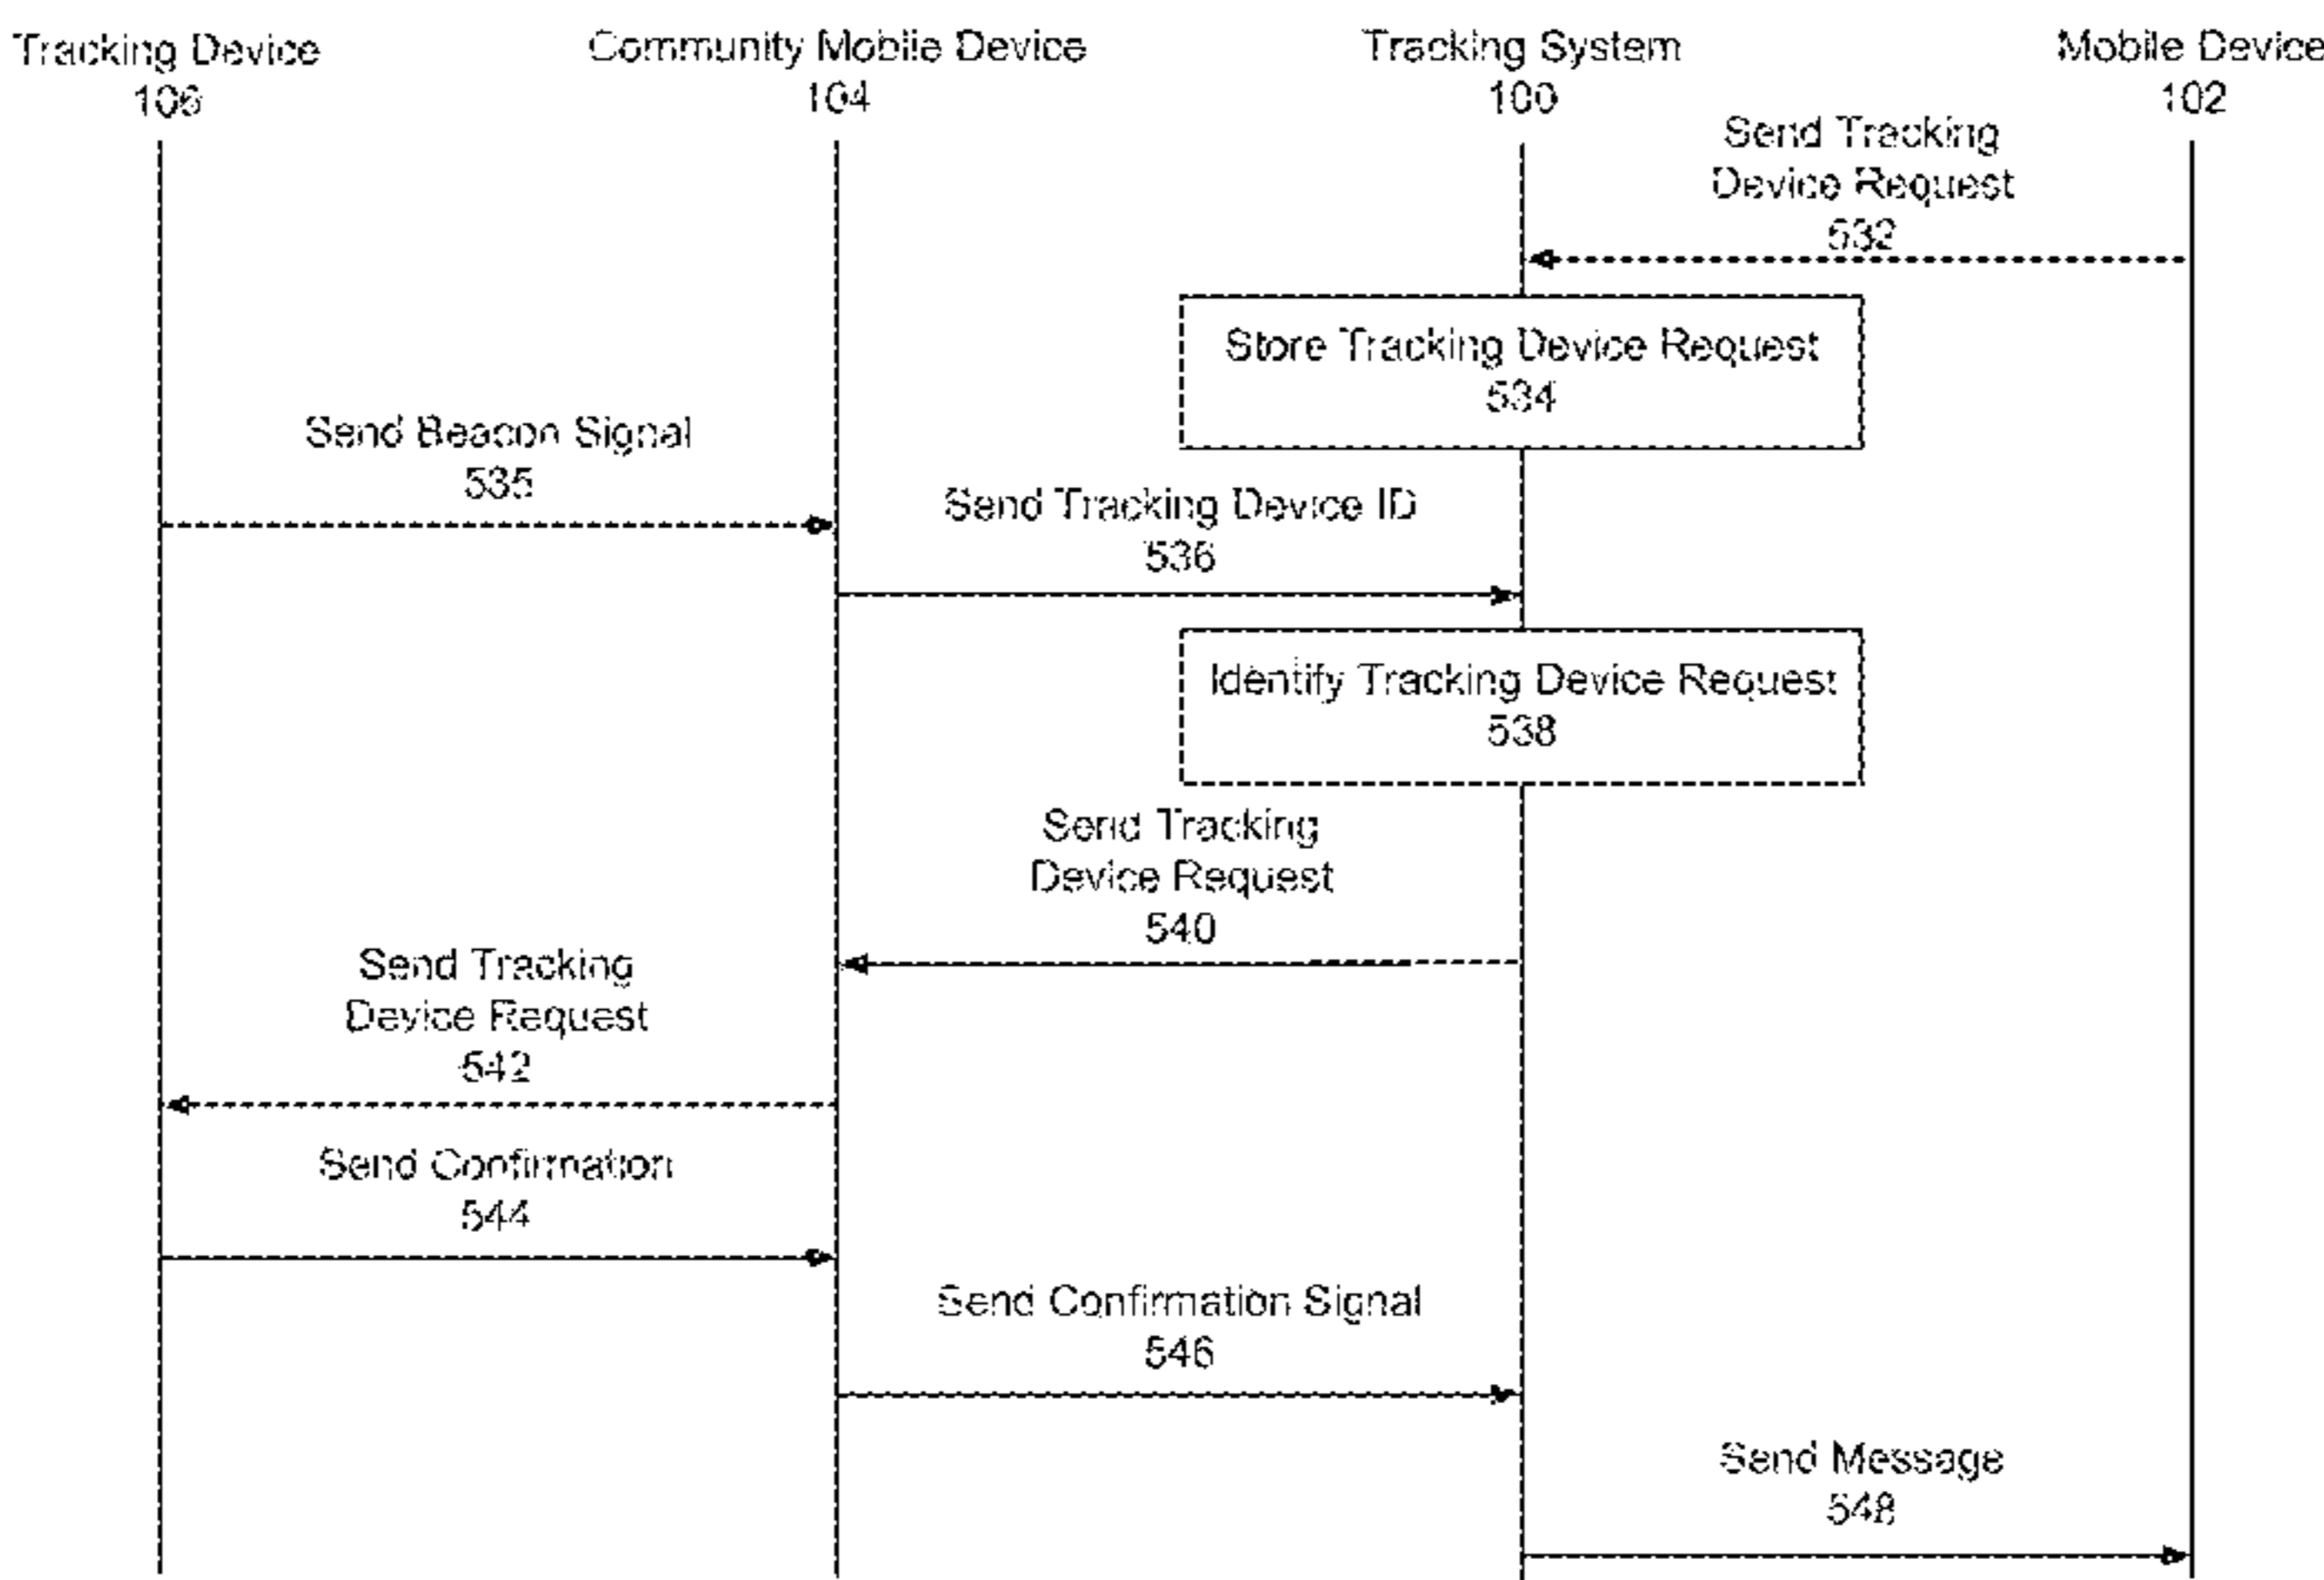 Tracking Device
106
Community Mobile Device
104
Tracking System
100
Mobile Device
102
Send Tracking
Device Request
532
Store Tracking Device Request
534
Send Beacon Signal
535
Send Tracking Device ID
536
Identify Tracking Device Request
538
Send Tracking
Device Request
540
Send Tracking
Device Request
542
Send Confirmation
544
Send Confirmation Signal
546
Send Message
548